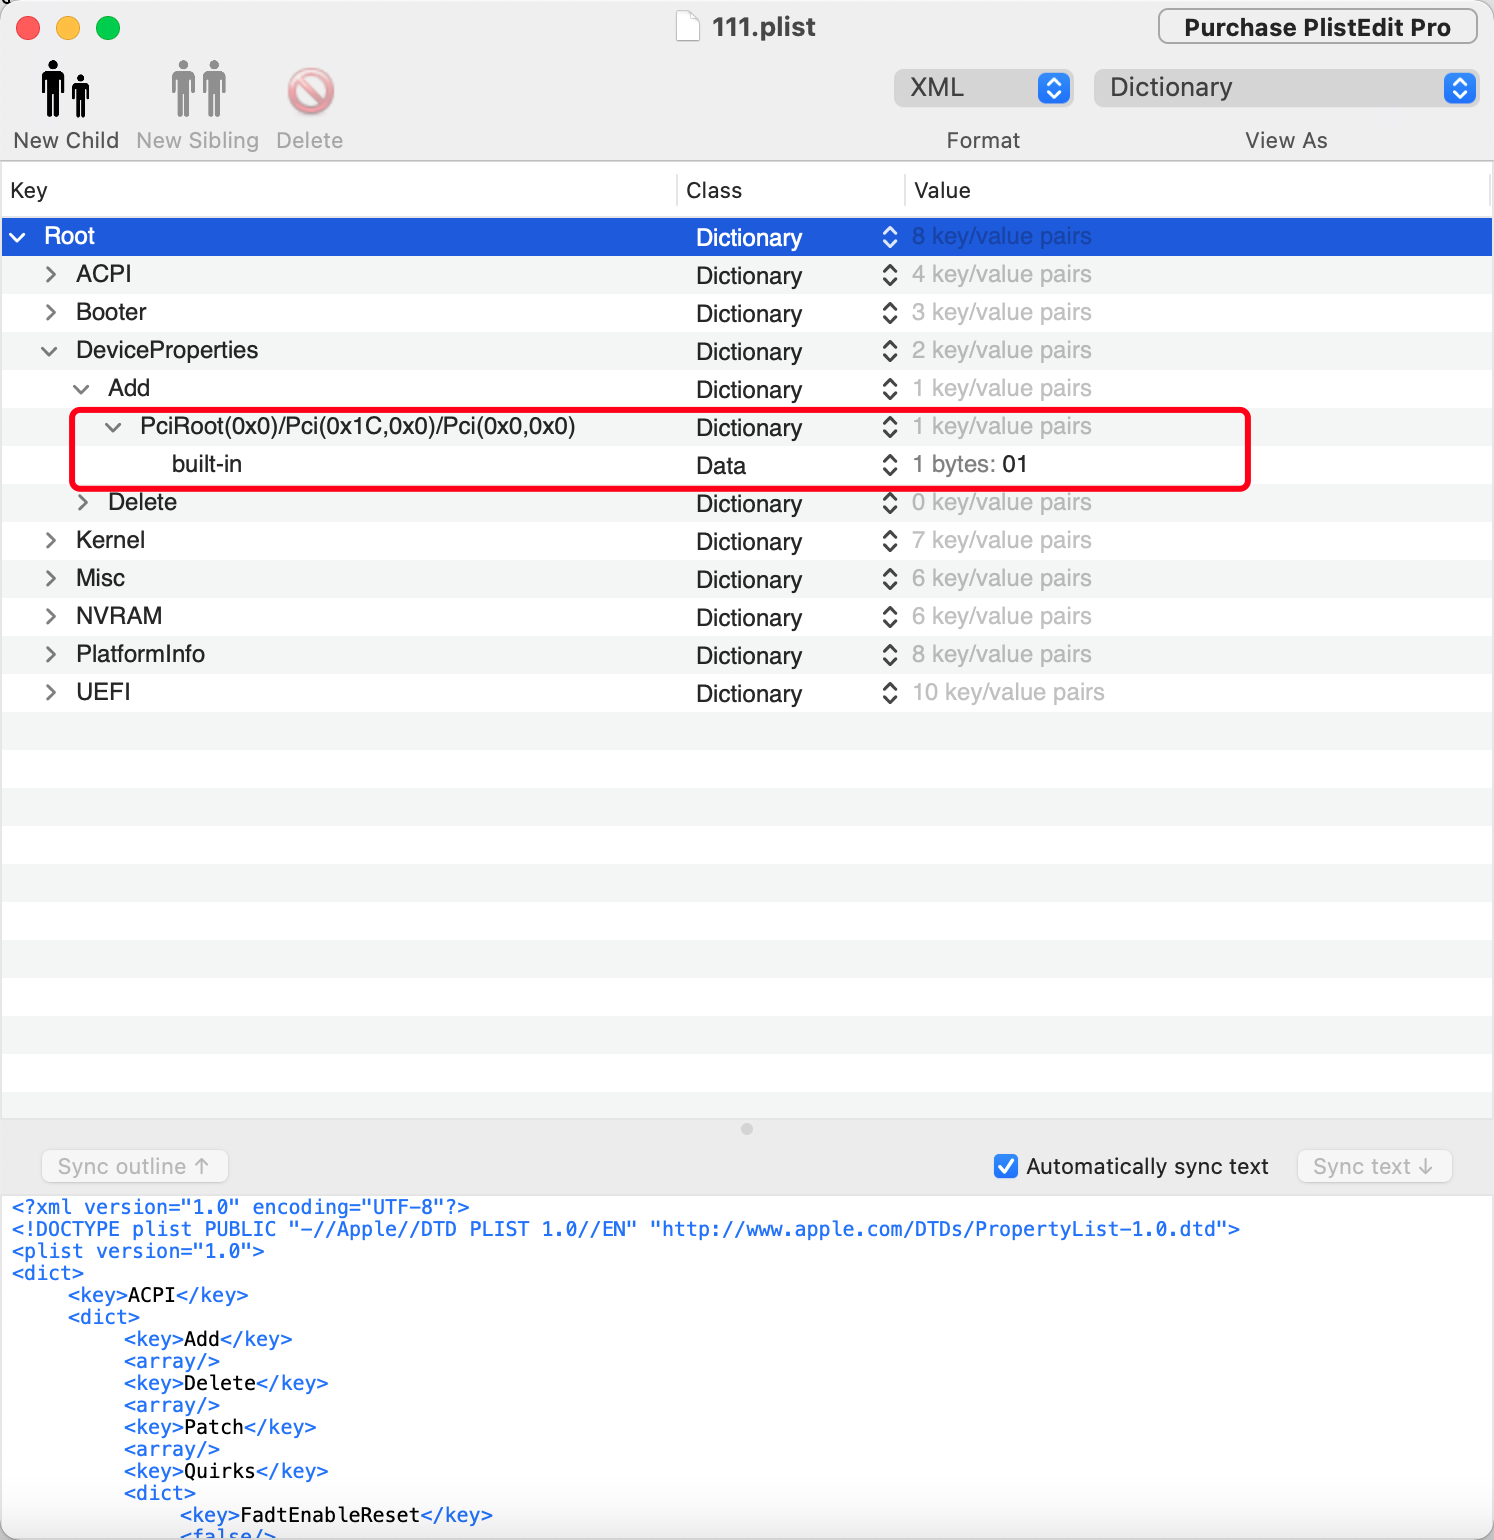 111.plist
Purchase PlistEdit Pro
New Child
New Sibling
Delete
XML
Dictionary
Format
View As
Key Class Value
Root Dictionary 8 key/value pairs
ACPI Dictionary 4 key/value pairs
Booter Dictionary 3 key/value pairs
DeviceProperties Dictionary 2 key/value pairs
Add Dictionary 1 key/value pairs
PciRoot(0x0)/Pci(0x1C,0x0)/Pci(0x0,0x0) Dictionary 1 key/value pairs
built-in Data 1 bytes: 01
Delete Dictionary 0 key/value pairs
Kernel Dictionary 7 key/value pairs
Misc Dictionary 6 key/value pairs
NVRAM Dictionary 6 key/value pairs
PlatformInfo Dictionary 8 key/value pairs
UEFI Dictionary 10 key/value pairs
Sync outline ↑
Automatically sync text
Sync text ↓
<?xml version="1.0" encoding="UTF-8"?>
<!DOCTYPE plist PUBLIC "-//Apple//DTD PLIST 1.0//EN" "http://www.apple.com/DTDs/PropertyList-1.0.dtd">
<plist version="1.0">
<dict>
<key>ACPI</key>
<dict>
<key>Add</key>
<array/>
<key>Delete</key>
<array/>
<key>Patch</key>
<array/>
<key>Quirks</key>
<dict>
<key>FadtEnableReset</key>
<false/>